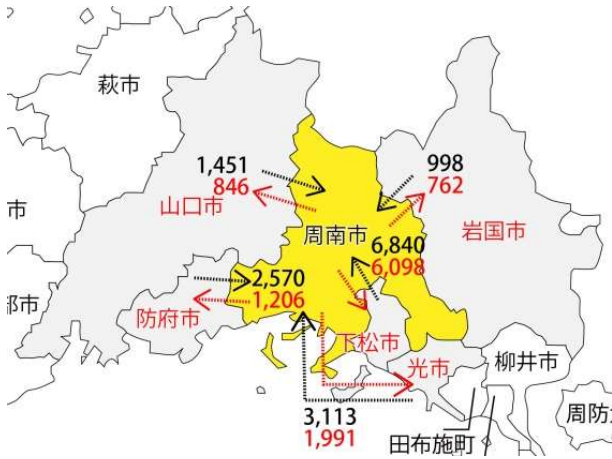 萩市
1,451
846
998
762
山口市
周南市
岩国市
市
6,840
6,098
2,570
1,206
防府市
下松市
光市
柳井市
3,113
1,991
田布施町
周防